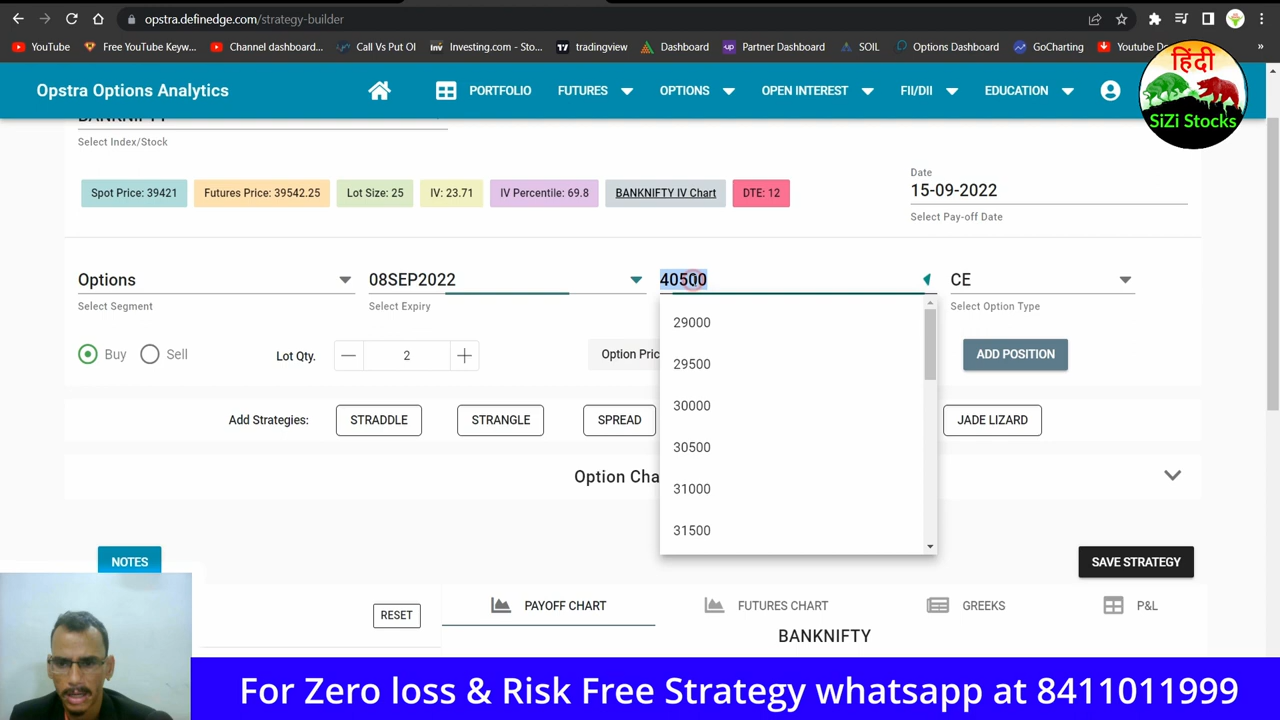 opstra.definedge.com/strategy-builder
YouTube
Free YouTube Keyw...
Channel dashboard...
Call Vs Put OI
Investing.com - Sto...
tradingview
Dashboard
Partner Dashboard
SOIL
Options Dashboard
GoCharting
Opstra Options Analytics
PORTFOLIO
FUTURES
OPTIONS
OPEN INTEREST
FII/DII
EDUCATION
हिंदी
SiZi Stocks
BANKNIFTY
Select Index/Stock
Spot Price: 39421
Futures Price: 39542.25
Lot Size: 25
IV: 23.71
IV Percentile: 69.8
BANKNIFTY IV Chart
DTE: 12
Date
15-09-2022
Select Pay-off Date
Options
08SEP2022
40500
CE
Select Segment
Select Expiry
Select Option Type
29000
29500
30000
30500
31000
31500
Buy
Sell
Lot Qty.
2
Option Pric
ADD POSITION
Add Strategies:
STRADDLE
STRANGLE
SPREAD
JADE LIZARD
Option Cha
NOTES
SAVE STRATEGY
RESET
PAYOFF CHART
FUTURES CHART
GREEKS
P&L
BANKNIFTY
For Zero loss & Risk Free Strategy whatsapp at 8411011999